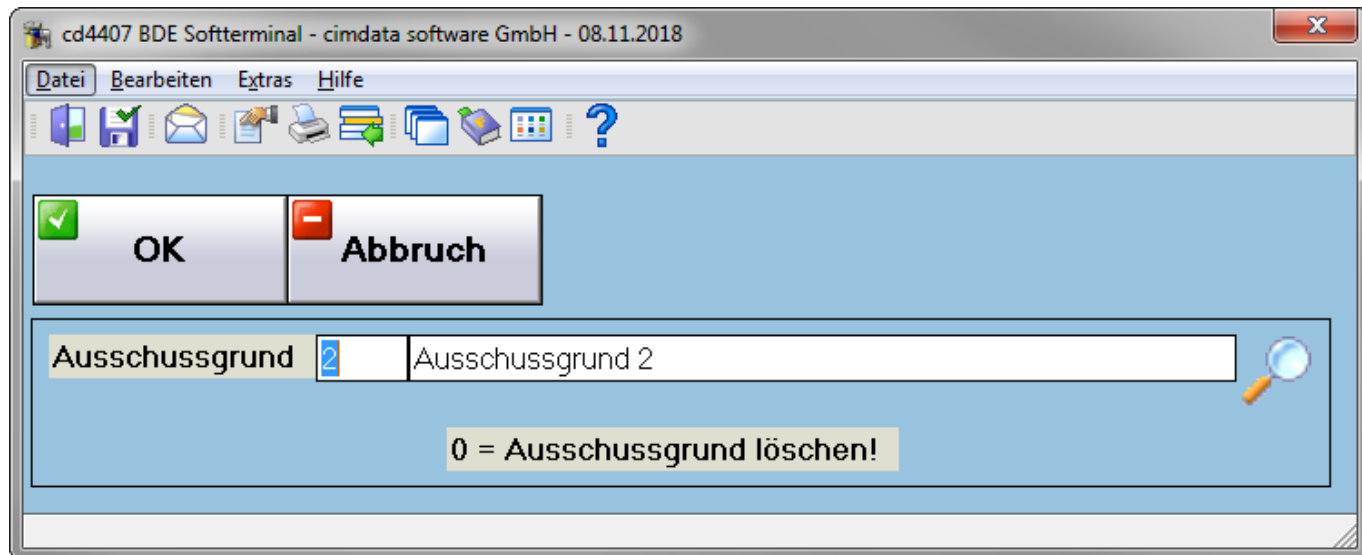 cd4407 BDE Softterminal - cimdata software GmbH - 08.11.2018
Datei Bearbeiten Extras Hilfe
OK Abbruch
Ausschussgrund 2 Ausschussgrund 2
0 = Ausschussgrund löschen!